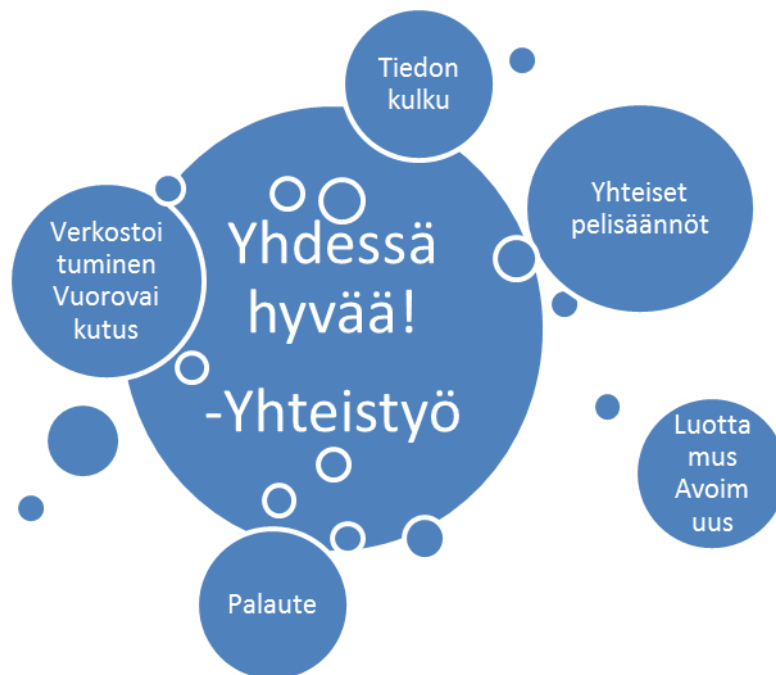 Tiedon
kulku
Yhteiset
pelisäännöt
Verkostoi
tuminen
Vuorovai
kutus
Yhdessä
hyvää!
-Yhteistyö
Luotta
mus
Avoim
uus
Palaute